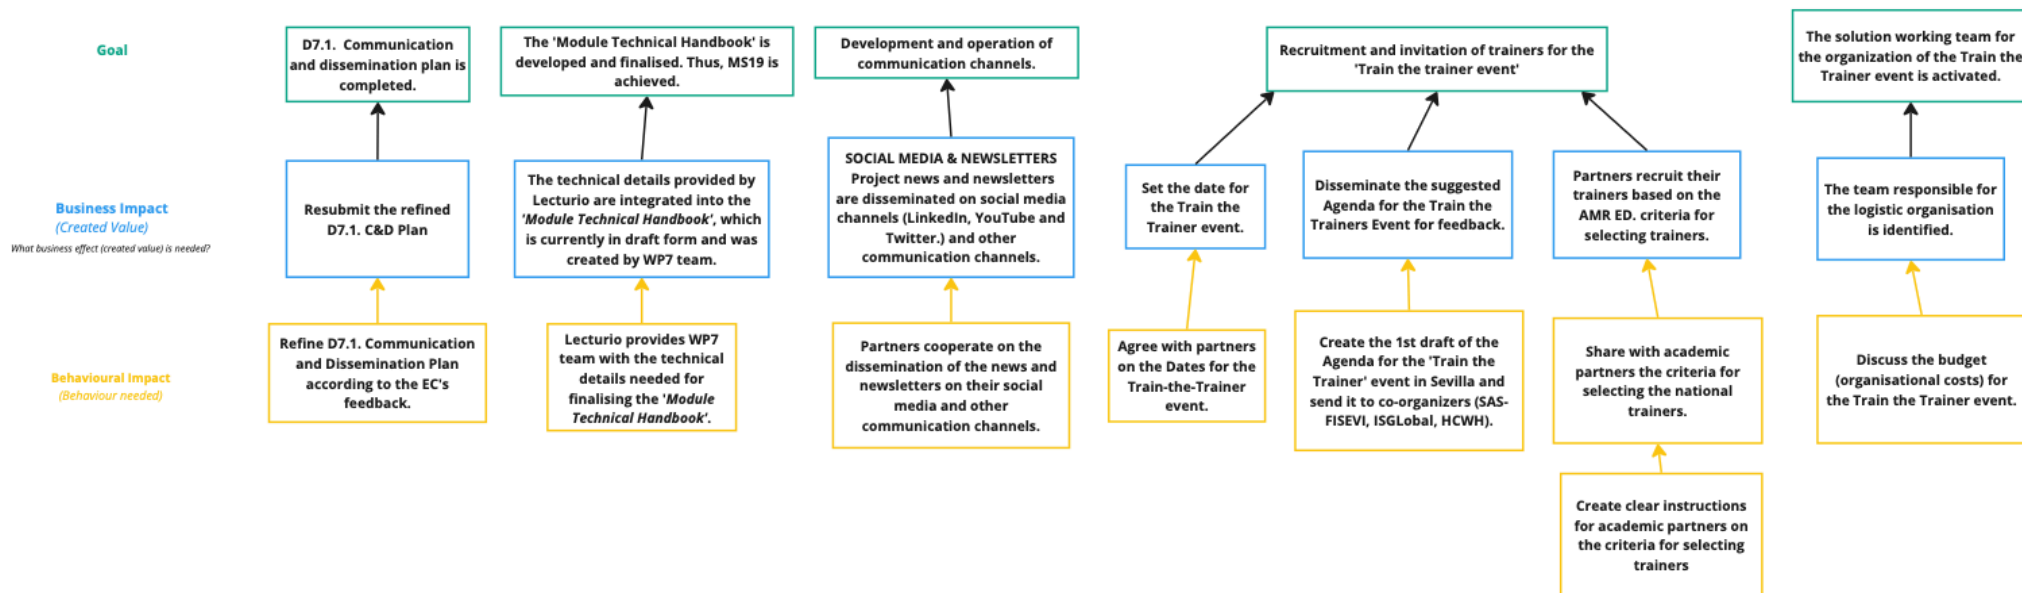 Goal
D7.1. Communication
and dissemination plan is
completed.
The 'Module Technical Handbook' is
developed and finalised. Thus, MS19 is
achieved.
Development and operation of
communication channels.
Recruitment and invitation of trainers for the
'Train the trainer event'
The solution working team for
the organization of the Train the
Trainer event is activated.
Business Impact
(Created Value)
What business effect (created value) is needed?
Resubmit the refined
D7.1. C&D Plan
The technical details provided by
Lecturio are integrated into the
'Module Technical Handbook', which
is currently in draft form and was
created by WP7 team.
SOCIAL MEDIA & NEWSLETTERS
Project news and newsletters
are disseminated on social media
channels (LinkedIn, YouTube and
Twitter.) and other
communication channels.
Set the date for
the Train the
Trainer event.
Disseminate the suggested
Agenda for the Train the
Trainers Event for feedback.
Partners recruit their
trainers based on the
AMR ED. criteria for
selecting trainers.
The team responsible for
the logistic organisation
is identified.
Behavioural Impact
(Behaviour needed)
Refine D7.1. Communication
and Dissemination Plan
according to the EC's
feedback.
Lecturio provides WP7
team with the technical
details needed for
finalising the 'Module
Technical Handbook'.
Partners cooperate on the
dissemination of the news and
newsletters on their social
media and other
communication channels.
Agree with partners
on the Dates for the
Train-the-Trainer
event.
Create the 1st draft of the
Agenda for the 'Train the
Trainer' event in Sevilla and
send it to co-organizers (SAS-
FISEVI, ISGLobal, HCWH).
Share with academic
partners the criteria for
selecting the national
trainers.
Discuss the budget
(organisational costs) for
the Train the Trainer event.
Create clear instructions
for academic partners on
the criteria for selecting
trainers